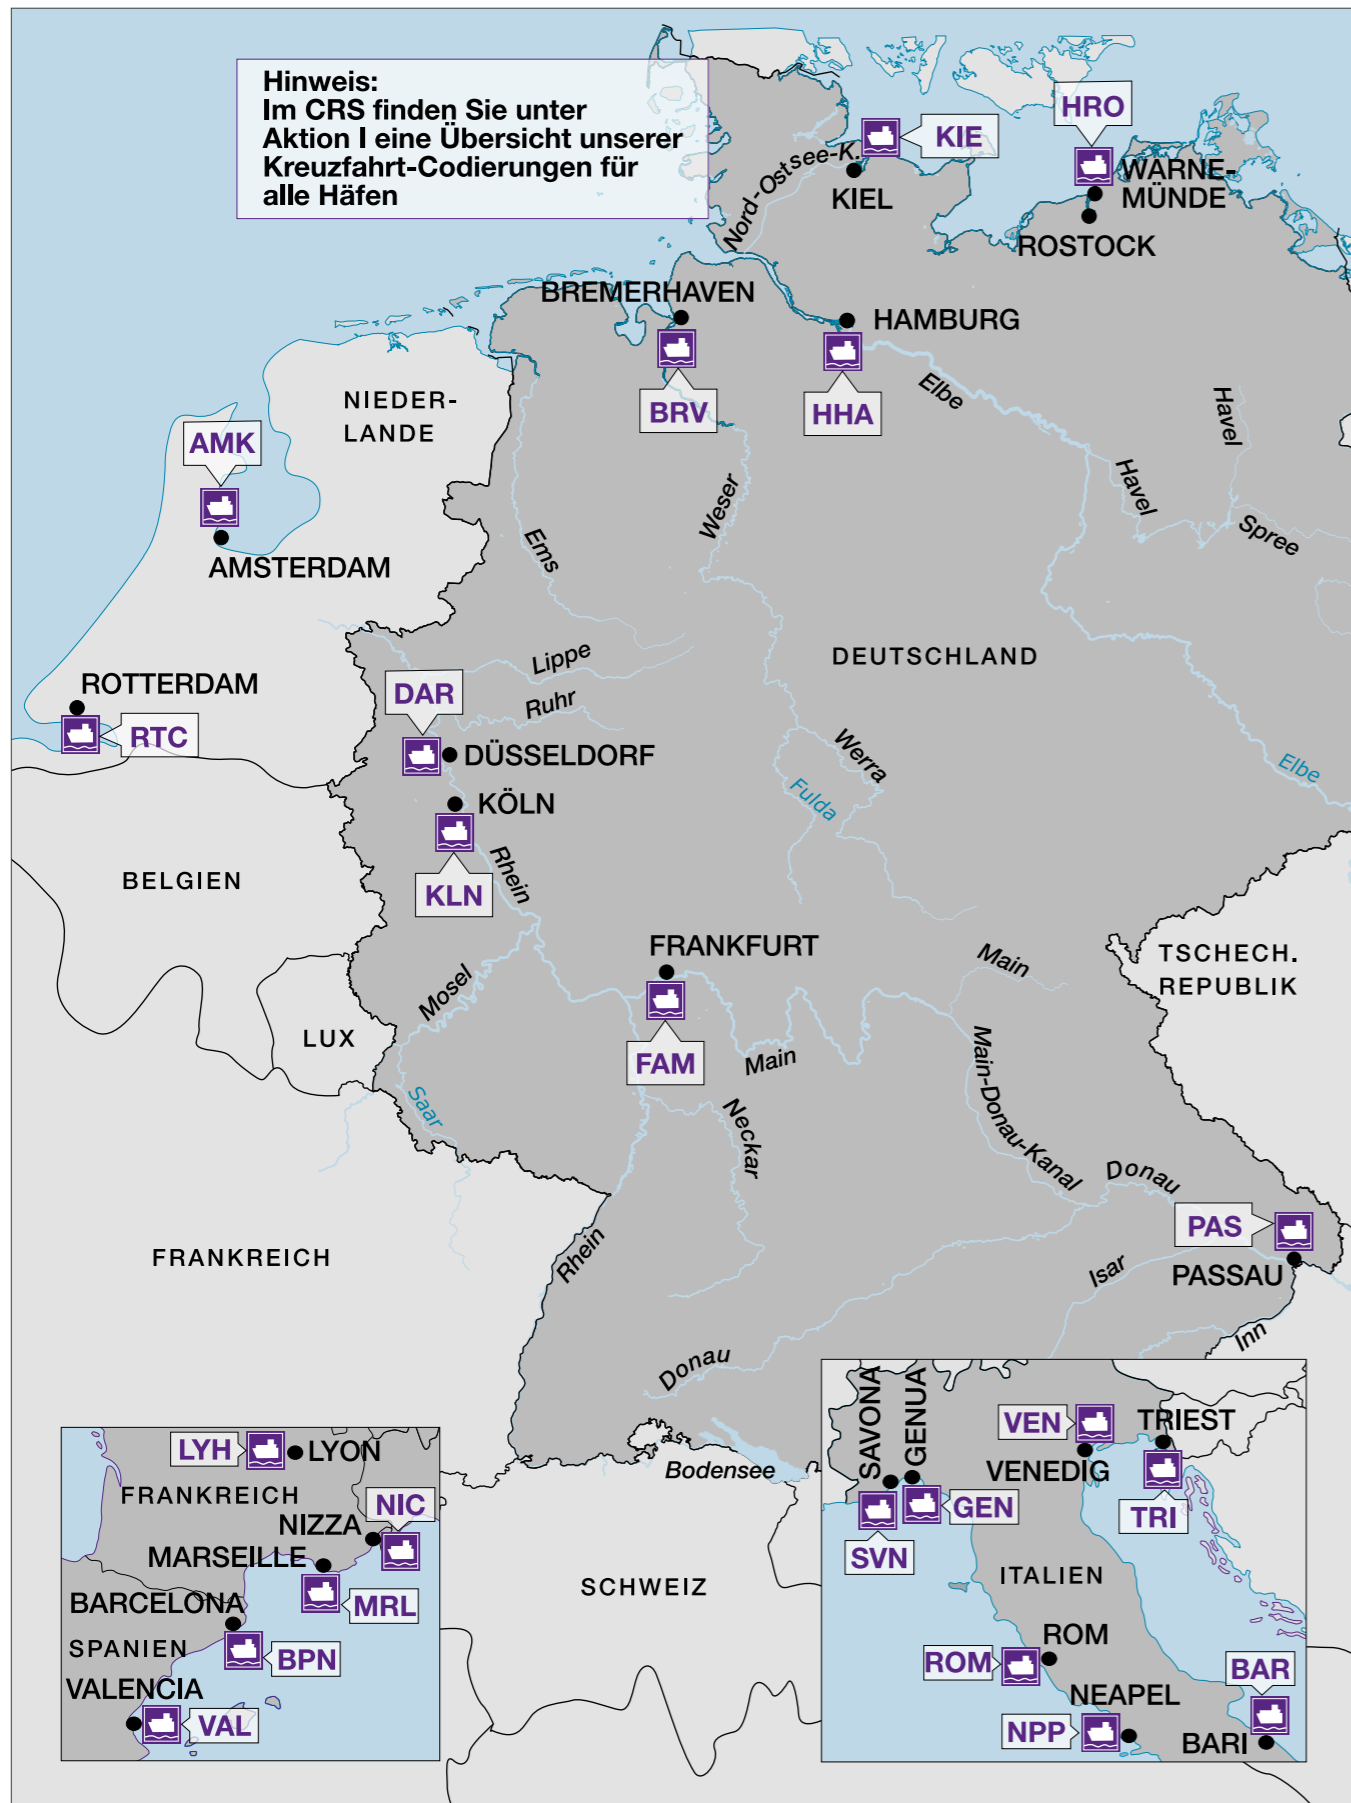 Hinweis:
Im CRS finden Sie unter
Aktion I eine Übersicht unserer
Kreuzfahrt-Codierungen für
alle Häfen
HRO
KIE
WARNE-
MÜNDE
KIEL
Nord-Ostsee-K.
ROSTOCK
BREMERHAVEN
HAMBURG
BRV
HHA
Elbe
Havel
NIEDER-
LANDE
AMK
Weser
Havel
Spree
Ems
AMSTERDAM
Lippe
DEUTSCHLAND
ROTTERDAM
DAR
Ruhr
RTC
DÜSSELDORF
Werra
Elbe
Fulda
KÖLN
Rhein
BELGIEN
KLN
FRANKFURT
Main
TSCHECH.
REPUBLIK
Mosel
LUX
FAM
Main
Main-Donau-Kanal
Saar
Neckar
Donau
PAS
FRANKREICH
Rhein
Isar
PASSAU
Inn
Donau
Bodensee
SCHWEIZ
LYH
LYON
FRANKREICH
NIC
NIZZA
MARSEILLE
MRL
BARCELONA
SPANIEN
BPN
VALENCIA
VAL
SAVONA
GENUA
VEN
TRIEST
VENEDIG
GEN
TRI
SVN
ITALIEN
ROM
ROM
BAR
NEAPEL
NPP
BARI